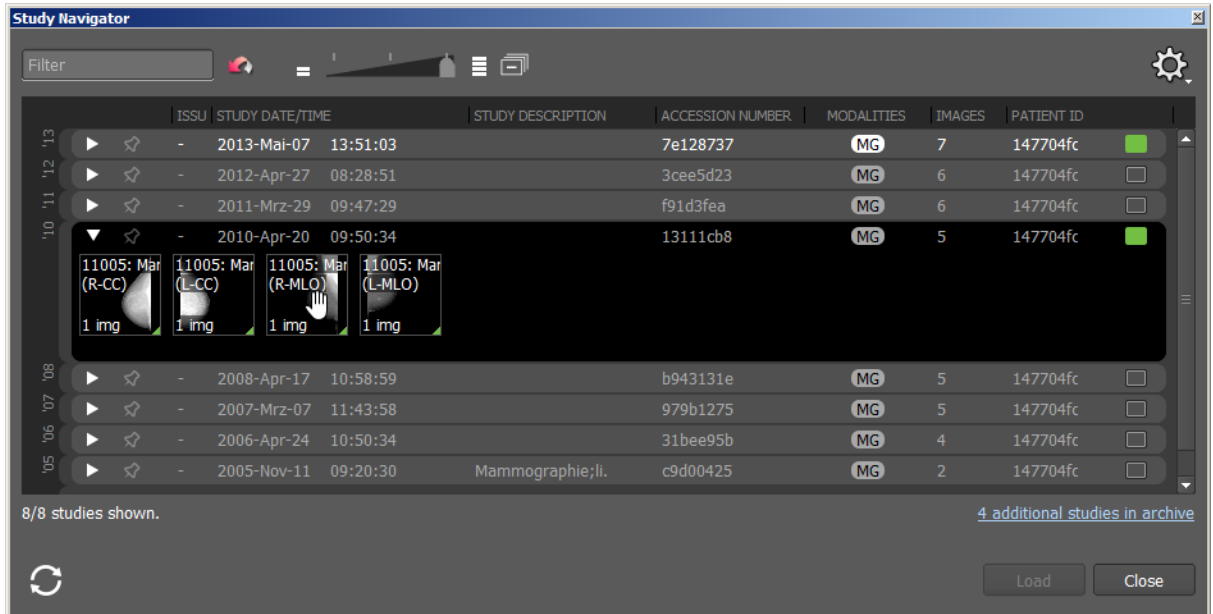 Study Navigator
Filter
ISSU STUDY DATE/TIME STUDY DESCRIPTION ACCESSION NUMBER MODALITIES IMAGES PATIENT ID
'13 - 2013-Mai-07 13:51:03 7e128737 MG 7 147704fc
'12 - 2012-Apr-27 08:28:51 3cee5d23 MG 6 147704fc
'11 - 2011-Mrz-29 09:47:29 f91d3fea MG 6 147704fc
'10 - 2010-Apr-20 09:50:34 13111cb8 MG 5 147704fc
11005: Mar 11005: Mar 11005: Mar 11005: Mar
(R-CC) (L-CC) (R-MLO) (L-MLO)
1 img 1 img 1 img 1 img
'08 - 2008-Apr-17 10:58:59 b943131e MG 5 147704fc
'07 - 2007-Mrz-07 11:43:58 979b1275 MG 5 147704fc
'06 - 2006-Apr-24 10:50:34 31bee95b MG 4 147704fc
'05 - 2005-Nov-11 09:20:30 Mammographie;li. c9d00425 MG 2 147704fc
8/8 studies shown. 4 additional studies in archive
Load Close